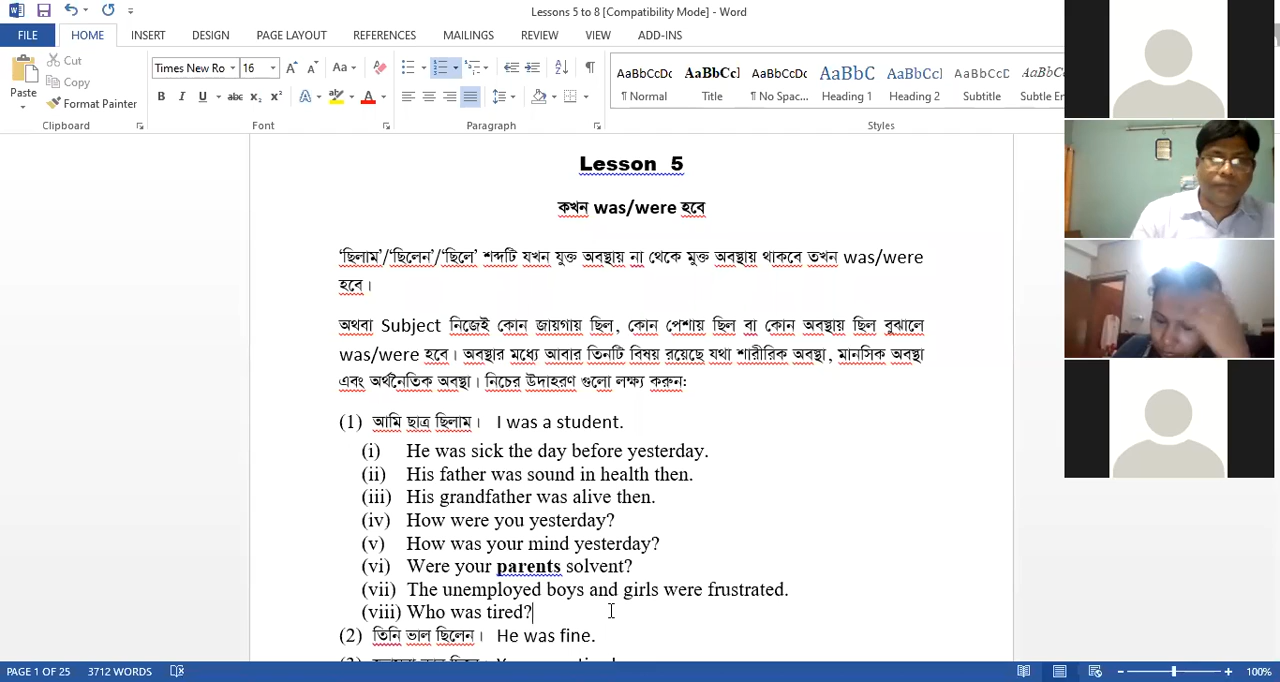 Lessons 5 to 8 [Compatibility Mode] - Word
FILE HOME INSERT DESIGN PAGE LAYOUT REFERENCES MAILINGS REVIEW VIEW ADD-INS
Cut
Copy
Format Painter
Paste
Times New Ro 16
Clipboard Font Paragraph Styles
AaBbCcDc AaBbCcl AaBbCcDc AaBbC AaBbCc AaBbCcD AaBbCcD
¶ Normal Title ¶ No Spac... Heading 1 Heading 2 Subtitle Subtle En
Lesson 5
কখন was/were হবে
‘ছিলাম’/‘ছিলেন’/‘ছিলে’ শব্দটি যখন যুক্ত অবস্থায় না থেকে মুক্ত অবস্থায় থাকবে তখন was/were
হবে।
অথবা Subject নিজেই কোন জায়গায় ছিল, কোন পেশায় ছিল বা কোন অবস্থায় ছিল বুঝালে
was/were হবে। অবস্থার মধ্যে আবার তিনটি বিষয় রয়েছে যথা শারীরিক অবস্থা, মানসিক অবস্থা
এবং অর্থনৈতিক অবস্থা। নিচের উদাহরণ গুলো লক্ষ্য করুন:
(1) আমি ছাত্র ছিলাম। I was a student.
(i) He was sick the day before yesterday.
(ii) His father was sound in health then.
(iii) His grandfather was alive then.
(iv) How were you yesterday?
(v) How was your mind yesterday?
(vi) Were your parents solvent?
(vii) The unemployed boys and girls were frustrated.
(viii) Who was tired?
(2) তিনি ভাল ছিলেন। He was fine.
PAGE 1 OF 25 3712 WORDS 100%